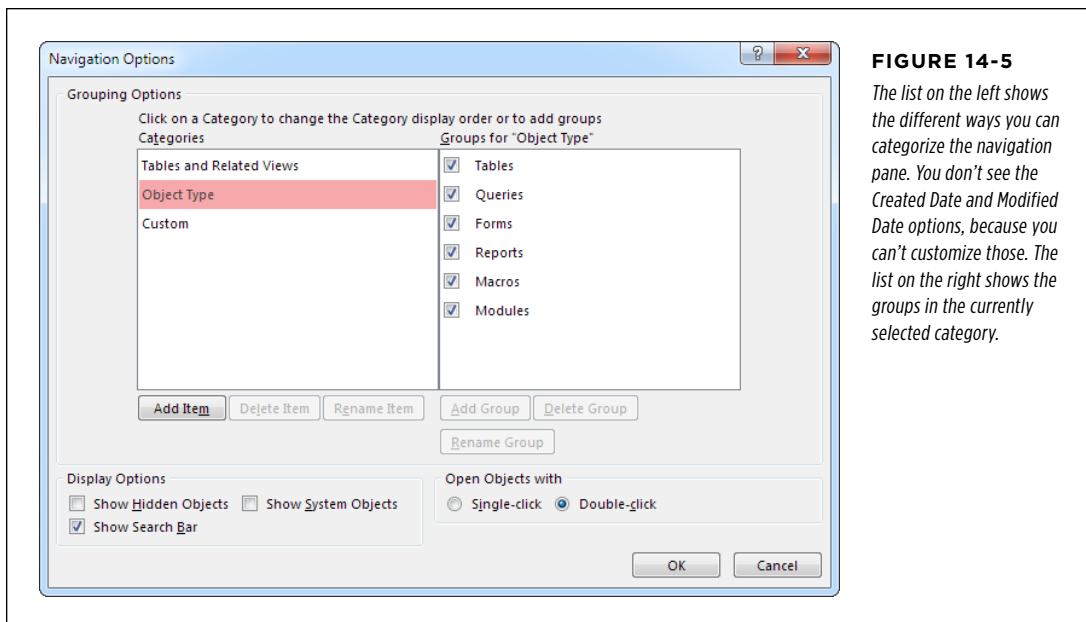 Navigation Options
?
X
Grouping Options
Click on a Category to change the Category display order or to add groups
Categories
Groups for "Object Type"
Tables and Related Views
Object Type
Custom
Tables
Queries
Forms
Reports
Macros
Modules
Add Item
Delete Item
Rename Item
Add Group
Delete Group
Rename Group
Display Options
Show Hidden Objects
Show System Objects
Show Search Bar
Open Objects with
Single-click
Double-click
OK
Cancel
FIGURE 14-5
The list on the left shows
the different ways you can
categorize the navigation
pane. You don’t see the
Created Date and Modified
Date options, because you
can’t customize those. The
list on the right shows the
groups in the currently
selected category.